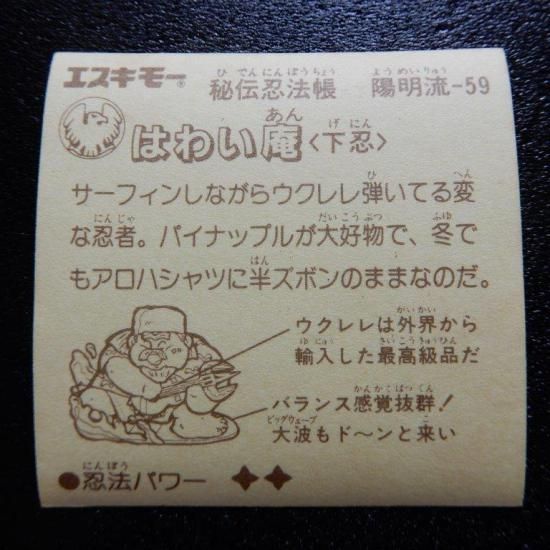 エスキモー® 秘伝忍法帳 陽明流-59
はわい庵〈下忍〉
サーフィンしながらウクレレ弾いてる変
な忍者。パイナップルが大好物で、冬で
もアロハシャツに半ズボンのままなのだ。
ウクレレは外界から
輸入した最高級品だ
バランス感覚抜群!
大波もド〜ンと来い
●忍法パワー